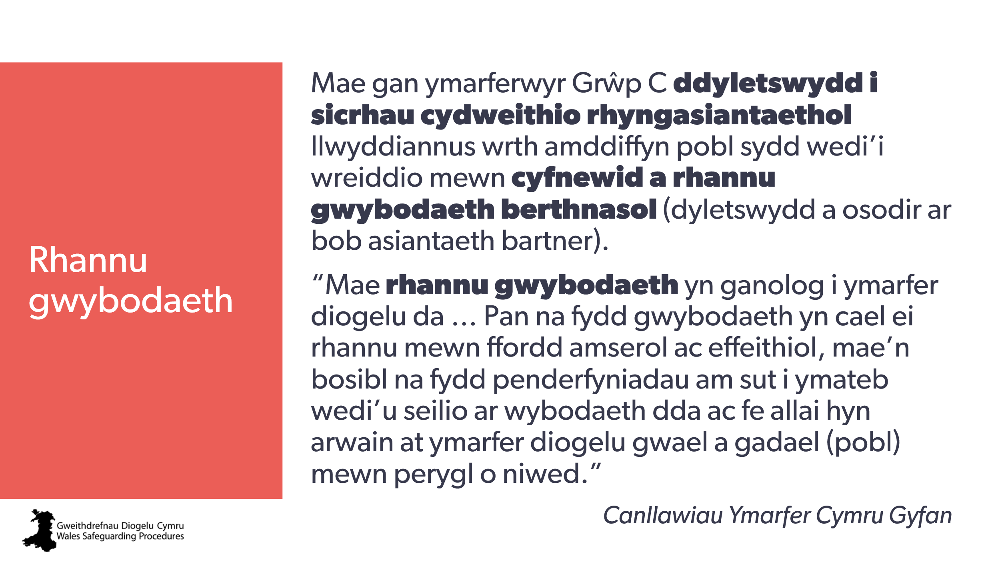 Rhannu
gwybodaeth
Mae gan ymarferwyr Grŵp C ddyletswydd i
sicrhau cydweithio rhyngasiantaethol
llwyddiannus wrth amddiffyn pobl sydd wedi’i
wreiddio mewn cyfnewid a rhannu
gwybodaeth berthnasol (dyletswydd a osodir ar
bob asiantaeth bartner).
“Mae rhannu gwybodaeth yn ganolog i ymarfer
diogelu da ... Pan na fydd gwybodaeth yn cael ei
rhannu mewn ffordd amserol ac effeithiol, mae’n
bosibl na fydd penderfyniadau am sut i ymateb
wedi’u seilio ar wybodaeth dda ac fe allai hyn
arwain at ymarfer diogelu gwael a gadael (pobl)
mewn perygl o niwed.”
Canllawiau Ymarfer Cymru Gyfan
Gweithdrefnau Diogelu Cymru
Wales Safeguarding Procedures